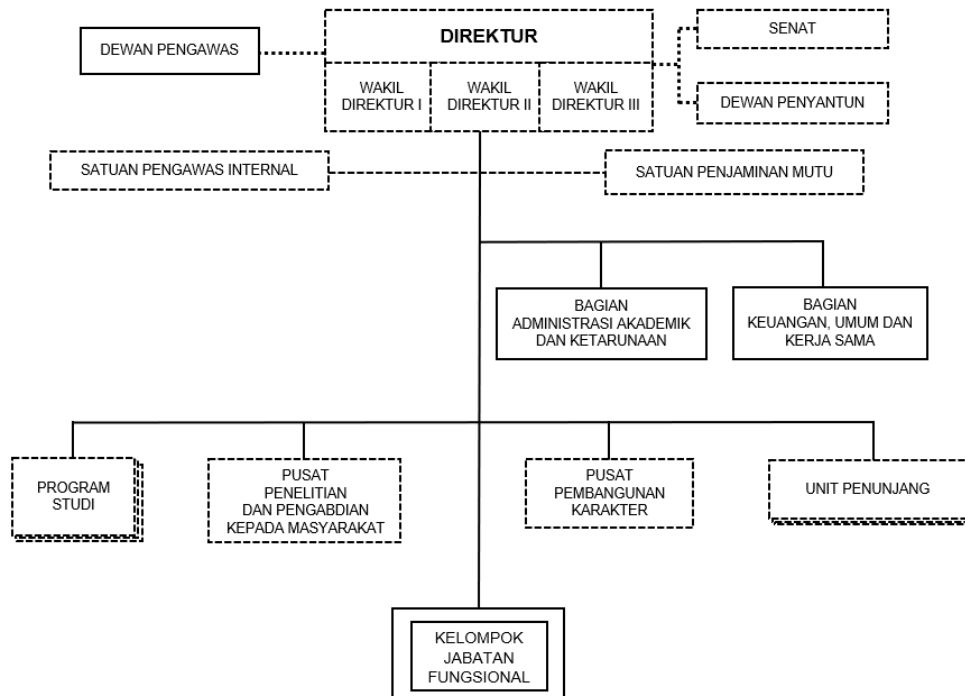 DIREKTUR
DEWAN PENGAWAS
SENAT
WAKIL
DIREKTUR I
WAKIL
DIREKTUR II
WAKIL
DIREKTUR III
DEWAN PENYANTUN
SATUAN PENGAWAS INTERNAL
SATUAN PENJAMINAN MUTU
BAGIAN
ADMINISTRASI AKADEMIK
DAN KETARUNAAN
BAGIAN
KEUANGAN, UMUM DAN
KERJA SAMA
PROGRAM
STUDI
PUSAT
PENELITIAN
DAN PENGABDIAN
KEPADA MASYARAKAT
PUSAT
PEMBANGUNAN
KARAKTER
UNIT PENUNJANG
KELOMPOK
JABATAN
FUNGSIONAL